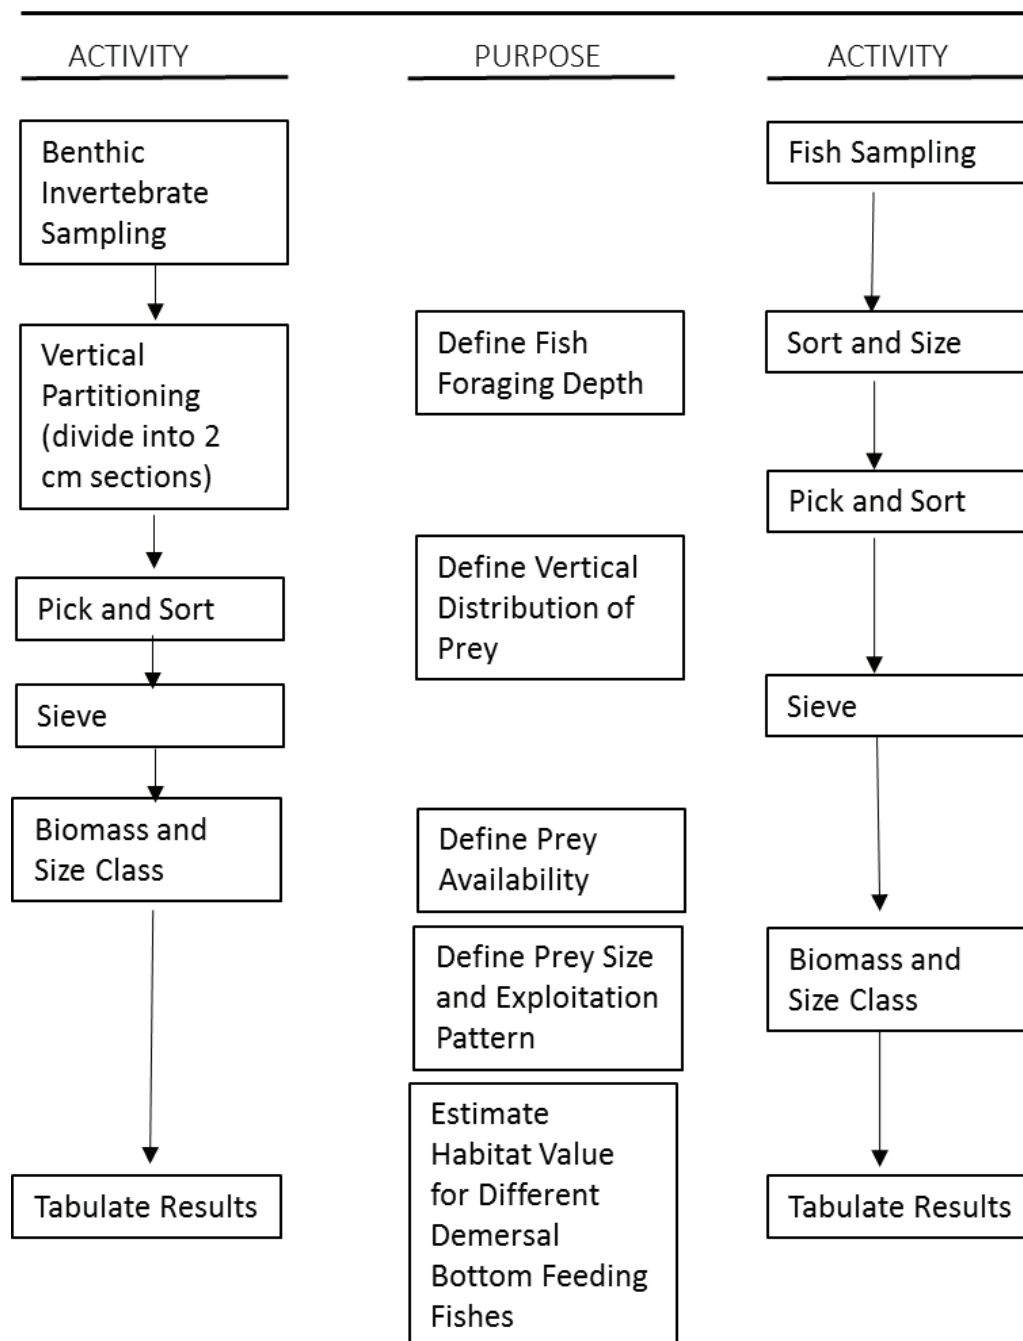 ACTIVITY
PURPOSE
ACTIVITY
Benthic
Invertebrate
Sampling
Vertical
Partitioning
(divide into 2
cm sections)
Pick and Sort
Sieve
Biomass and
Size Class
Tabulate Results
Define Fish
Foraging Depth
Define Vertical
Distribution of
Prey
Define Prey
Availability
Define Prey Size
and Exploitation
Pattern
Estimate
Habitat Value
for Different
Demersal
Bottom Feeding
Fishes
Fish Sampling
Sort and Size
Pick and Sort
Sieve
Biomass and
Size Class
Tabulate Results